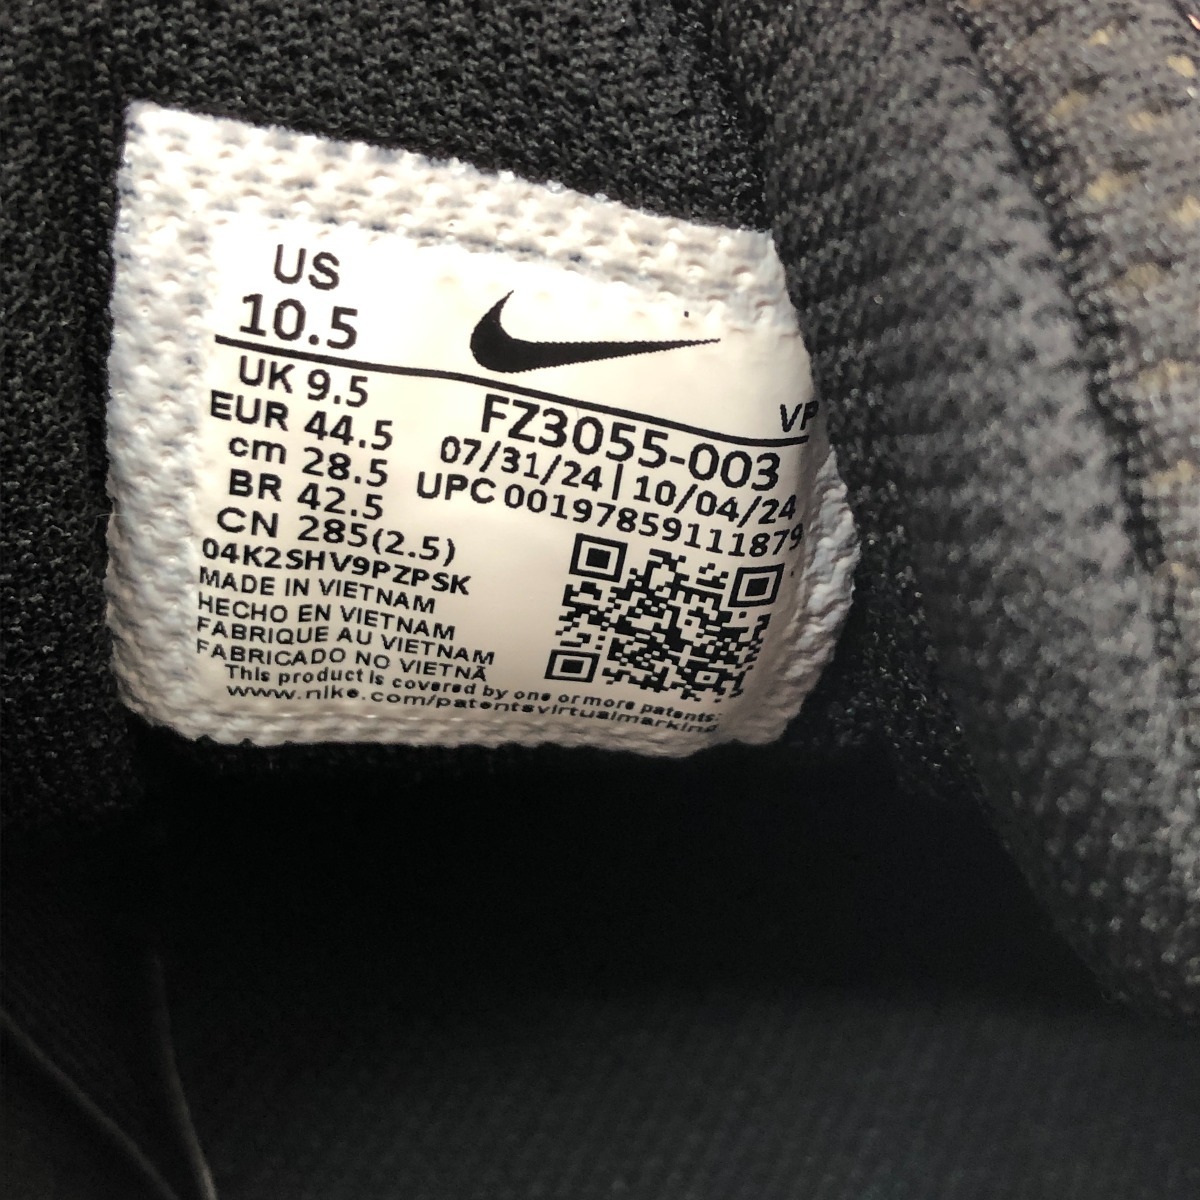 US
10.5
VP
UK 9.5
EUR 44.5
cm 28.5
BR 42.5
CN 285(2.5)
FZ3055-003
07/31/24 | 10/04/24
UPC 00197859111879
04K2SHV9PZPSK
MADE IN VIETNAM
HECHO EN VIETNAM
FABRIQUE AU VIETNAM
FABRICADO NO VIETNÃ
This product is covered by one or more patents:
www.nike.com/patentsvirtualmarking